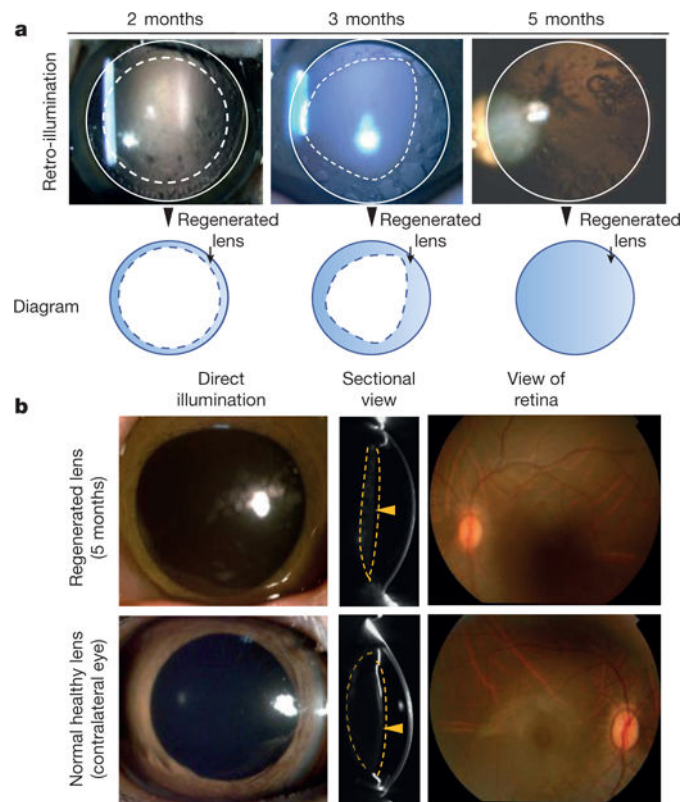 a
2 months
3 months
5 months
Retro-illumination
Regenerated
lens
Regenerated
lens
Regenerated
lens
Diagram
b
Direct
illumination
Sectional
view
View of
retina
Regenerated lens
(5 months)
Normal healthy lens
(contralateral eye)